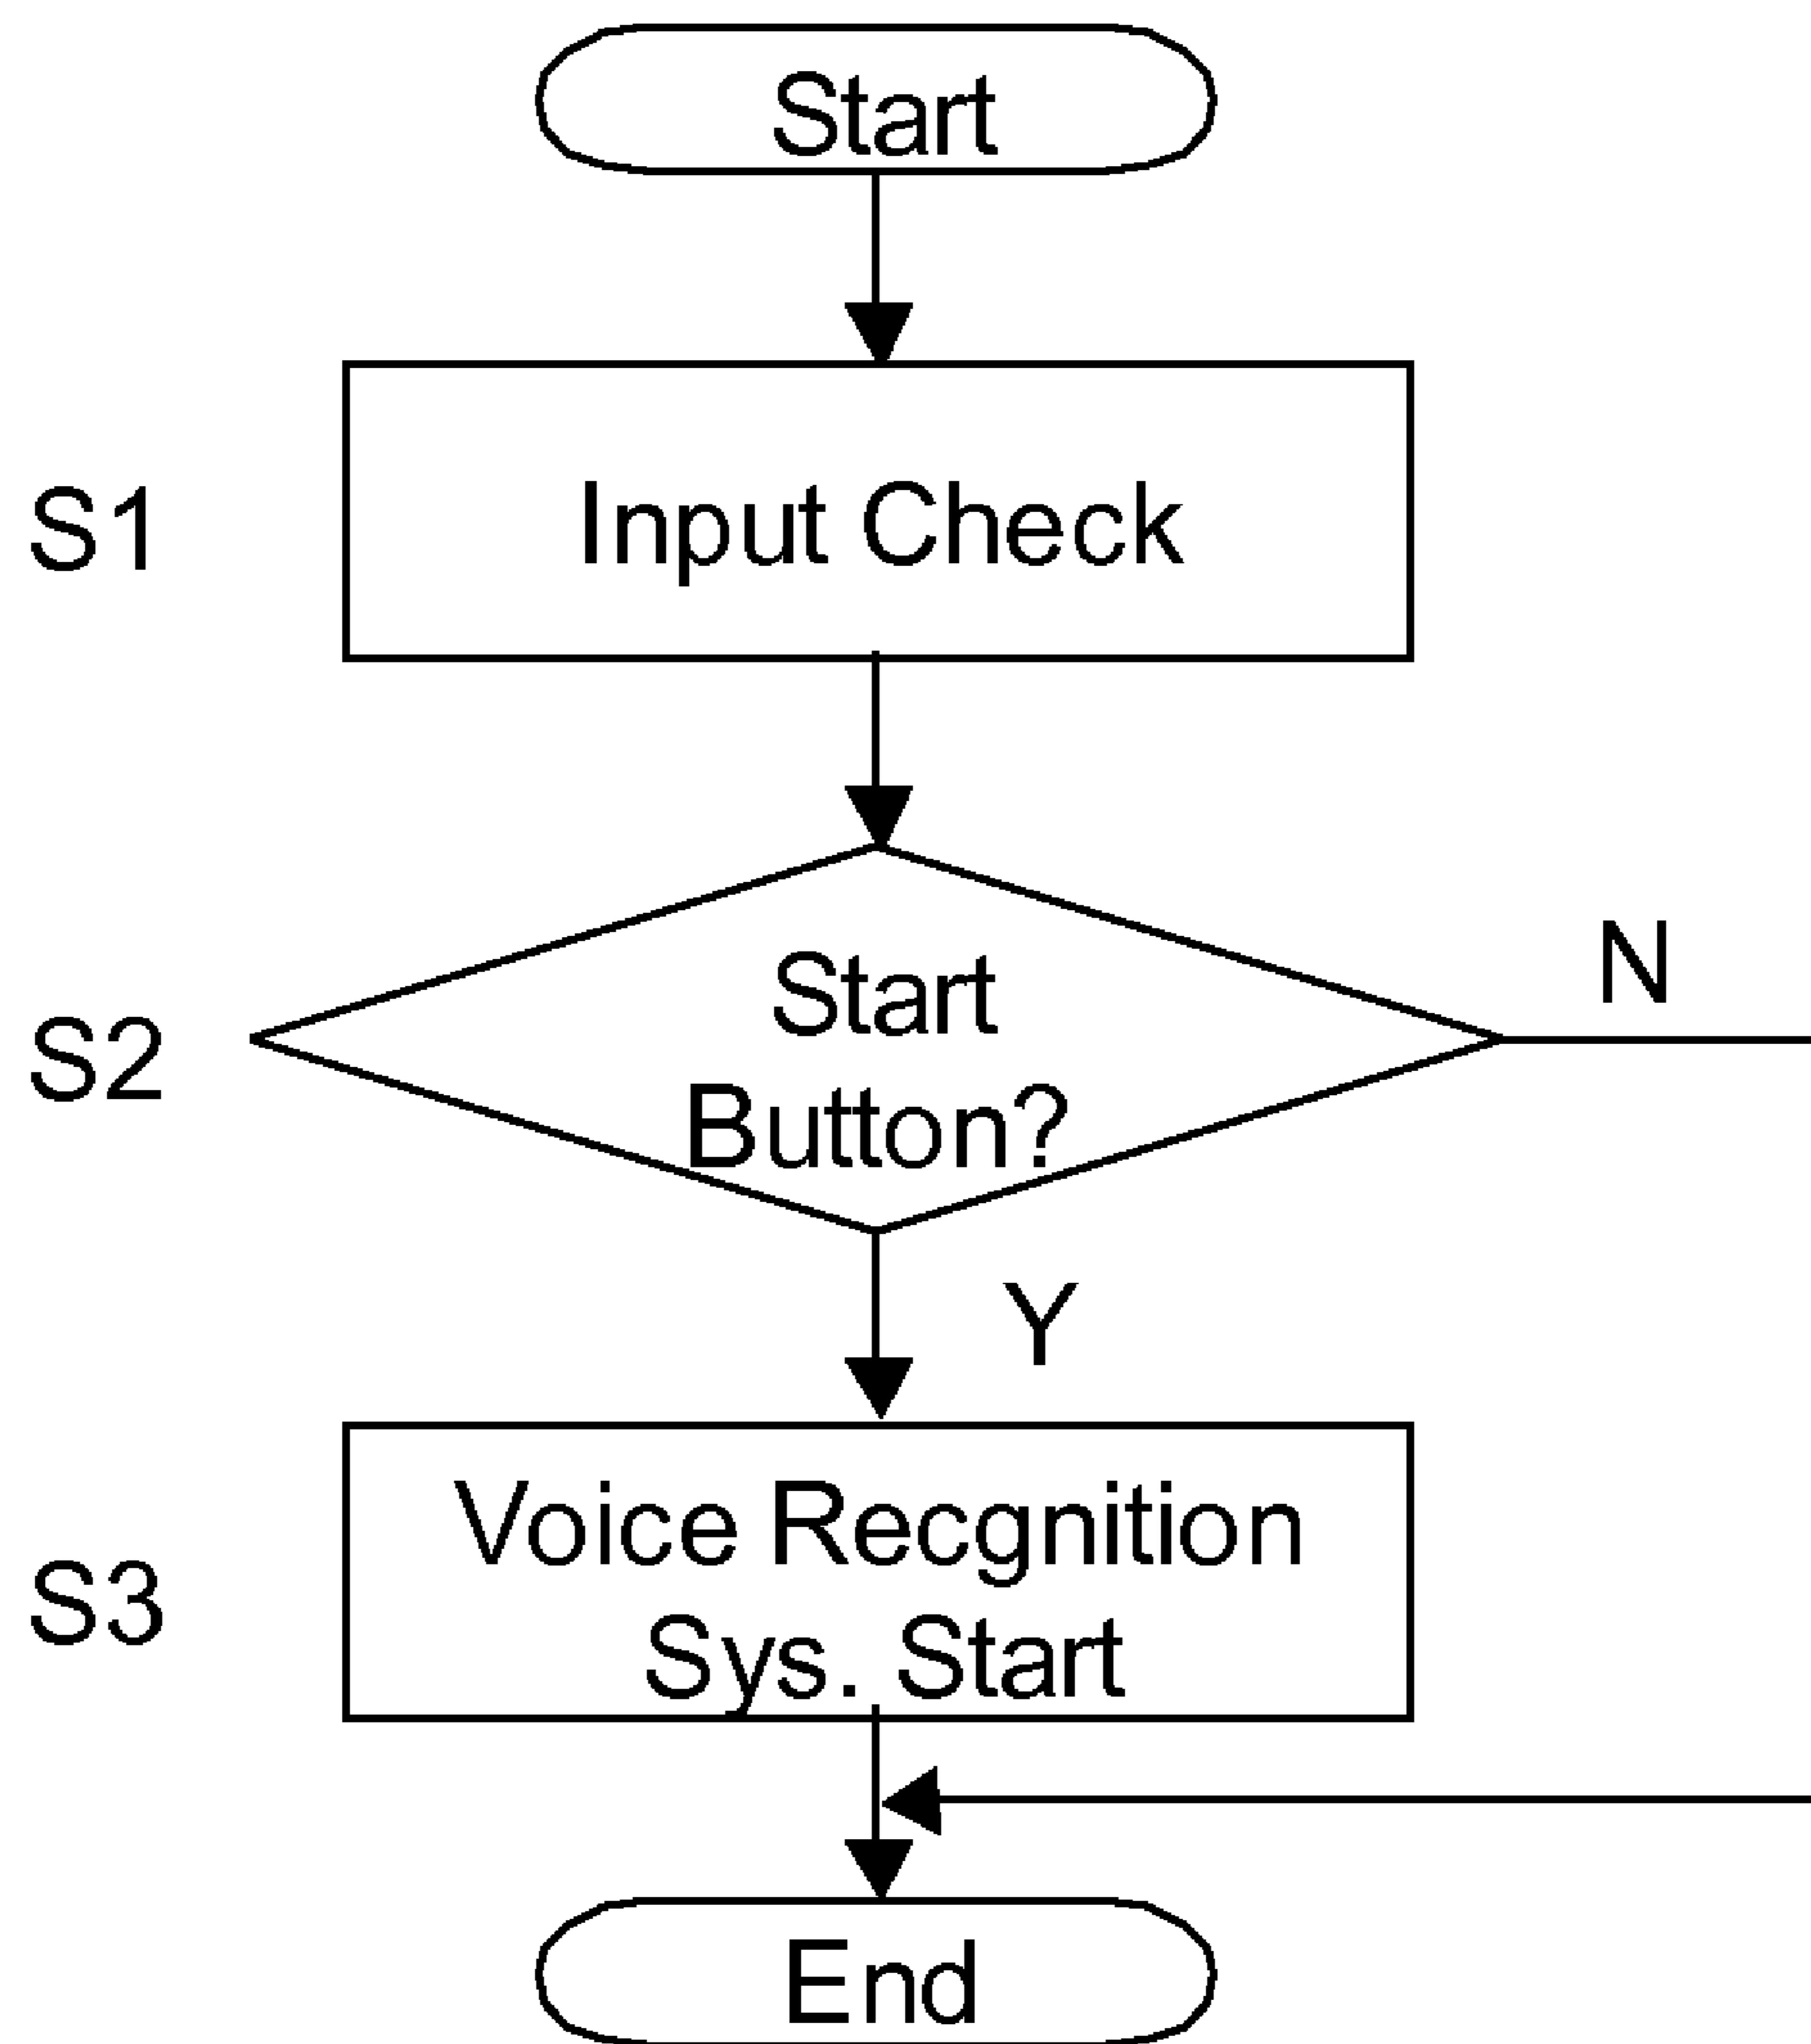 Start
S1
Input Check
Start
N
S2
Button?
Y
Voice Recgnition
S3
Sys. Start
End